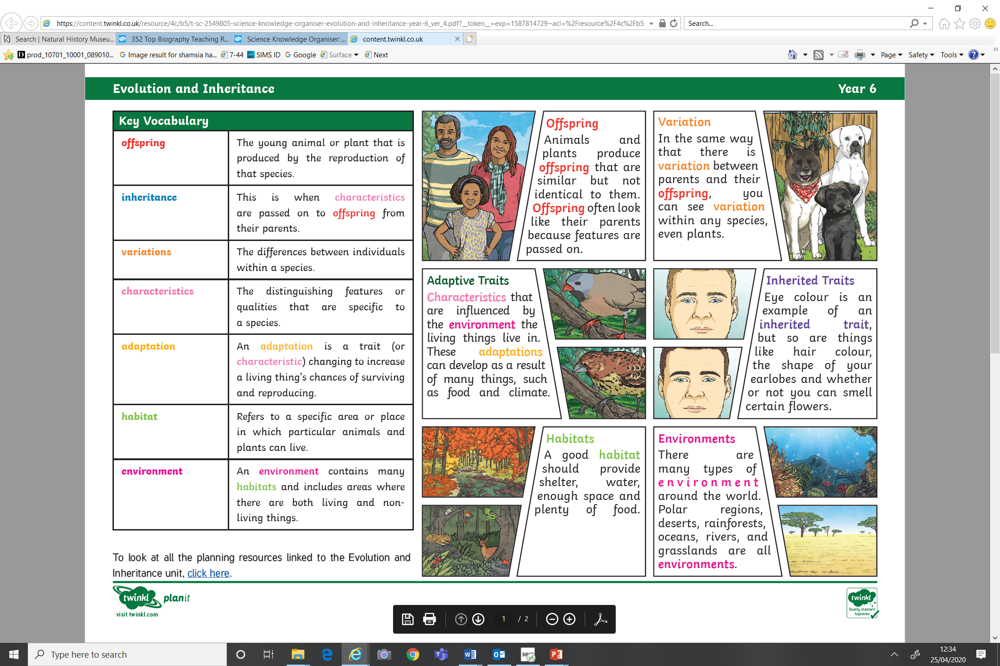 https://content.twinkl.co.uk/resource/4c/b5/t-sc-2549805-science-knowledge-organiser-evolution-and-inheritance-year-6_ver_4.pdf?__token__=exp=1587814729~acl=%2Fresource%2F4c%2Fb5
Search...
Search | Natural History Museu...
352 Top Biography Teaching R...
Science Knowledge Organiser: ...
content.twinkl.co.uk
prod_10701_10001_089010...
Image result for shamsia ha...
7-44
SIMS ID
Google
Surface
Next
Page
Safety
Tools
Evolution and Inheritance
Year 6
Key Vocabulary
offspring
The young animal or plant that is
produced by the reproduction of
that species.
inheritance
This is when characteristics
are passed on to offspring from
their parents.
variations
The differences between individuals
within a species.
characteristics
The distinguishing features or
qualities that are specific to
a species.
adaptation
An adaptation is a trait (or
characteristic) changing to increase
a living thing's chances of surviving
and reproducing.
habitat
Refers to a specific area or place
in which particular animals and
plants can live.
environment
An environment contains many
habitats and includes areas where
there are both living and non-
living things.
To look at all the planning resources linked to the Evolution and
Inheritance unit, click here.
Offspring
Animals and
plants produce
offspring that are
similar but not
identical to them.
Offspring often look
like their parents
because features are
passed on.
Variation
In the same way
that there is
variation between
parents and their
offspring, you
can see variation
within any species,
even plants.
Adaptive Traits
Characteristics that
are influenced by
the environment the
living things live in.
These adaptations
can develop as a result
of many things, such
as food and climate.
Inherited Traits
Eye colour is an
example of an
inherited trait,
but so are things
like hair colour,
the shape of your
earlobes and whether
or not you can smell
certain flowers.
Habitats
A good habitat
should provide
shelter, water,
enough space and
plenty of food.
Environments
There are
many types of
environment
around the world.
Polar regions,
deserts, rainforests,
oceans, rivers, and
grasslands are all
environments.
twinkl planit
visit twinkl.com
1 / 2
twinkl
Quality Standard
Approved
Type here to search
12:34
25/04/2020